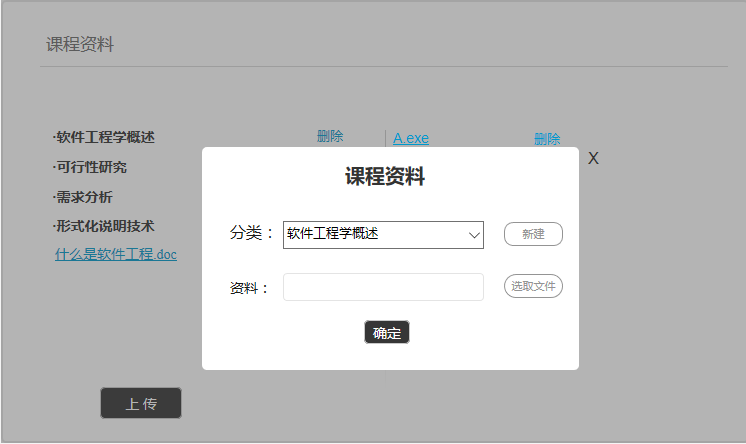 课程资料
·软件工程学概述
删除
A.exe
删除
·可行性研究
·需求分析
·形式化说明技术
什么是软件工程.doc
上传
X
课程资料
分类：
软件工程学概述
新建
资料：
选取文件
确定